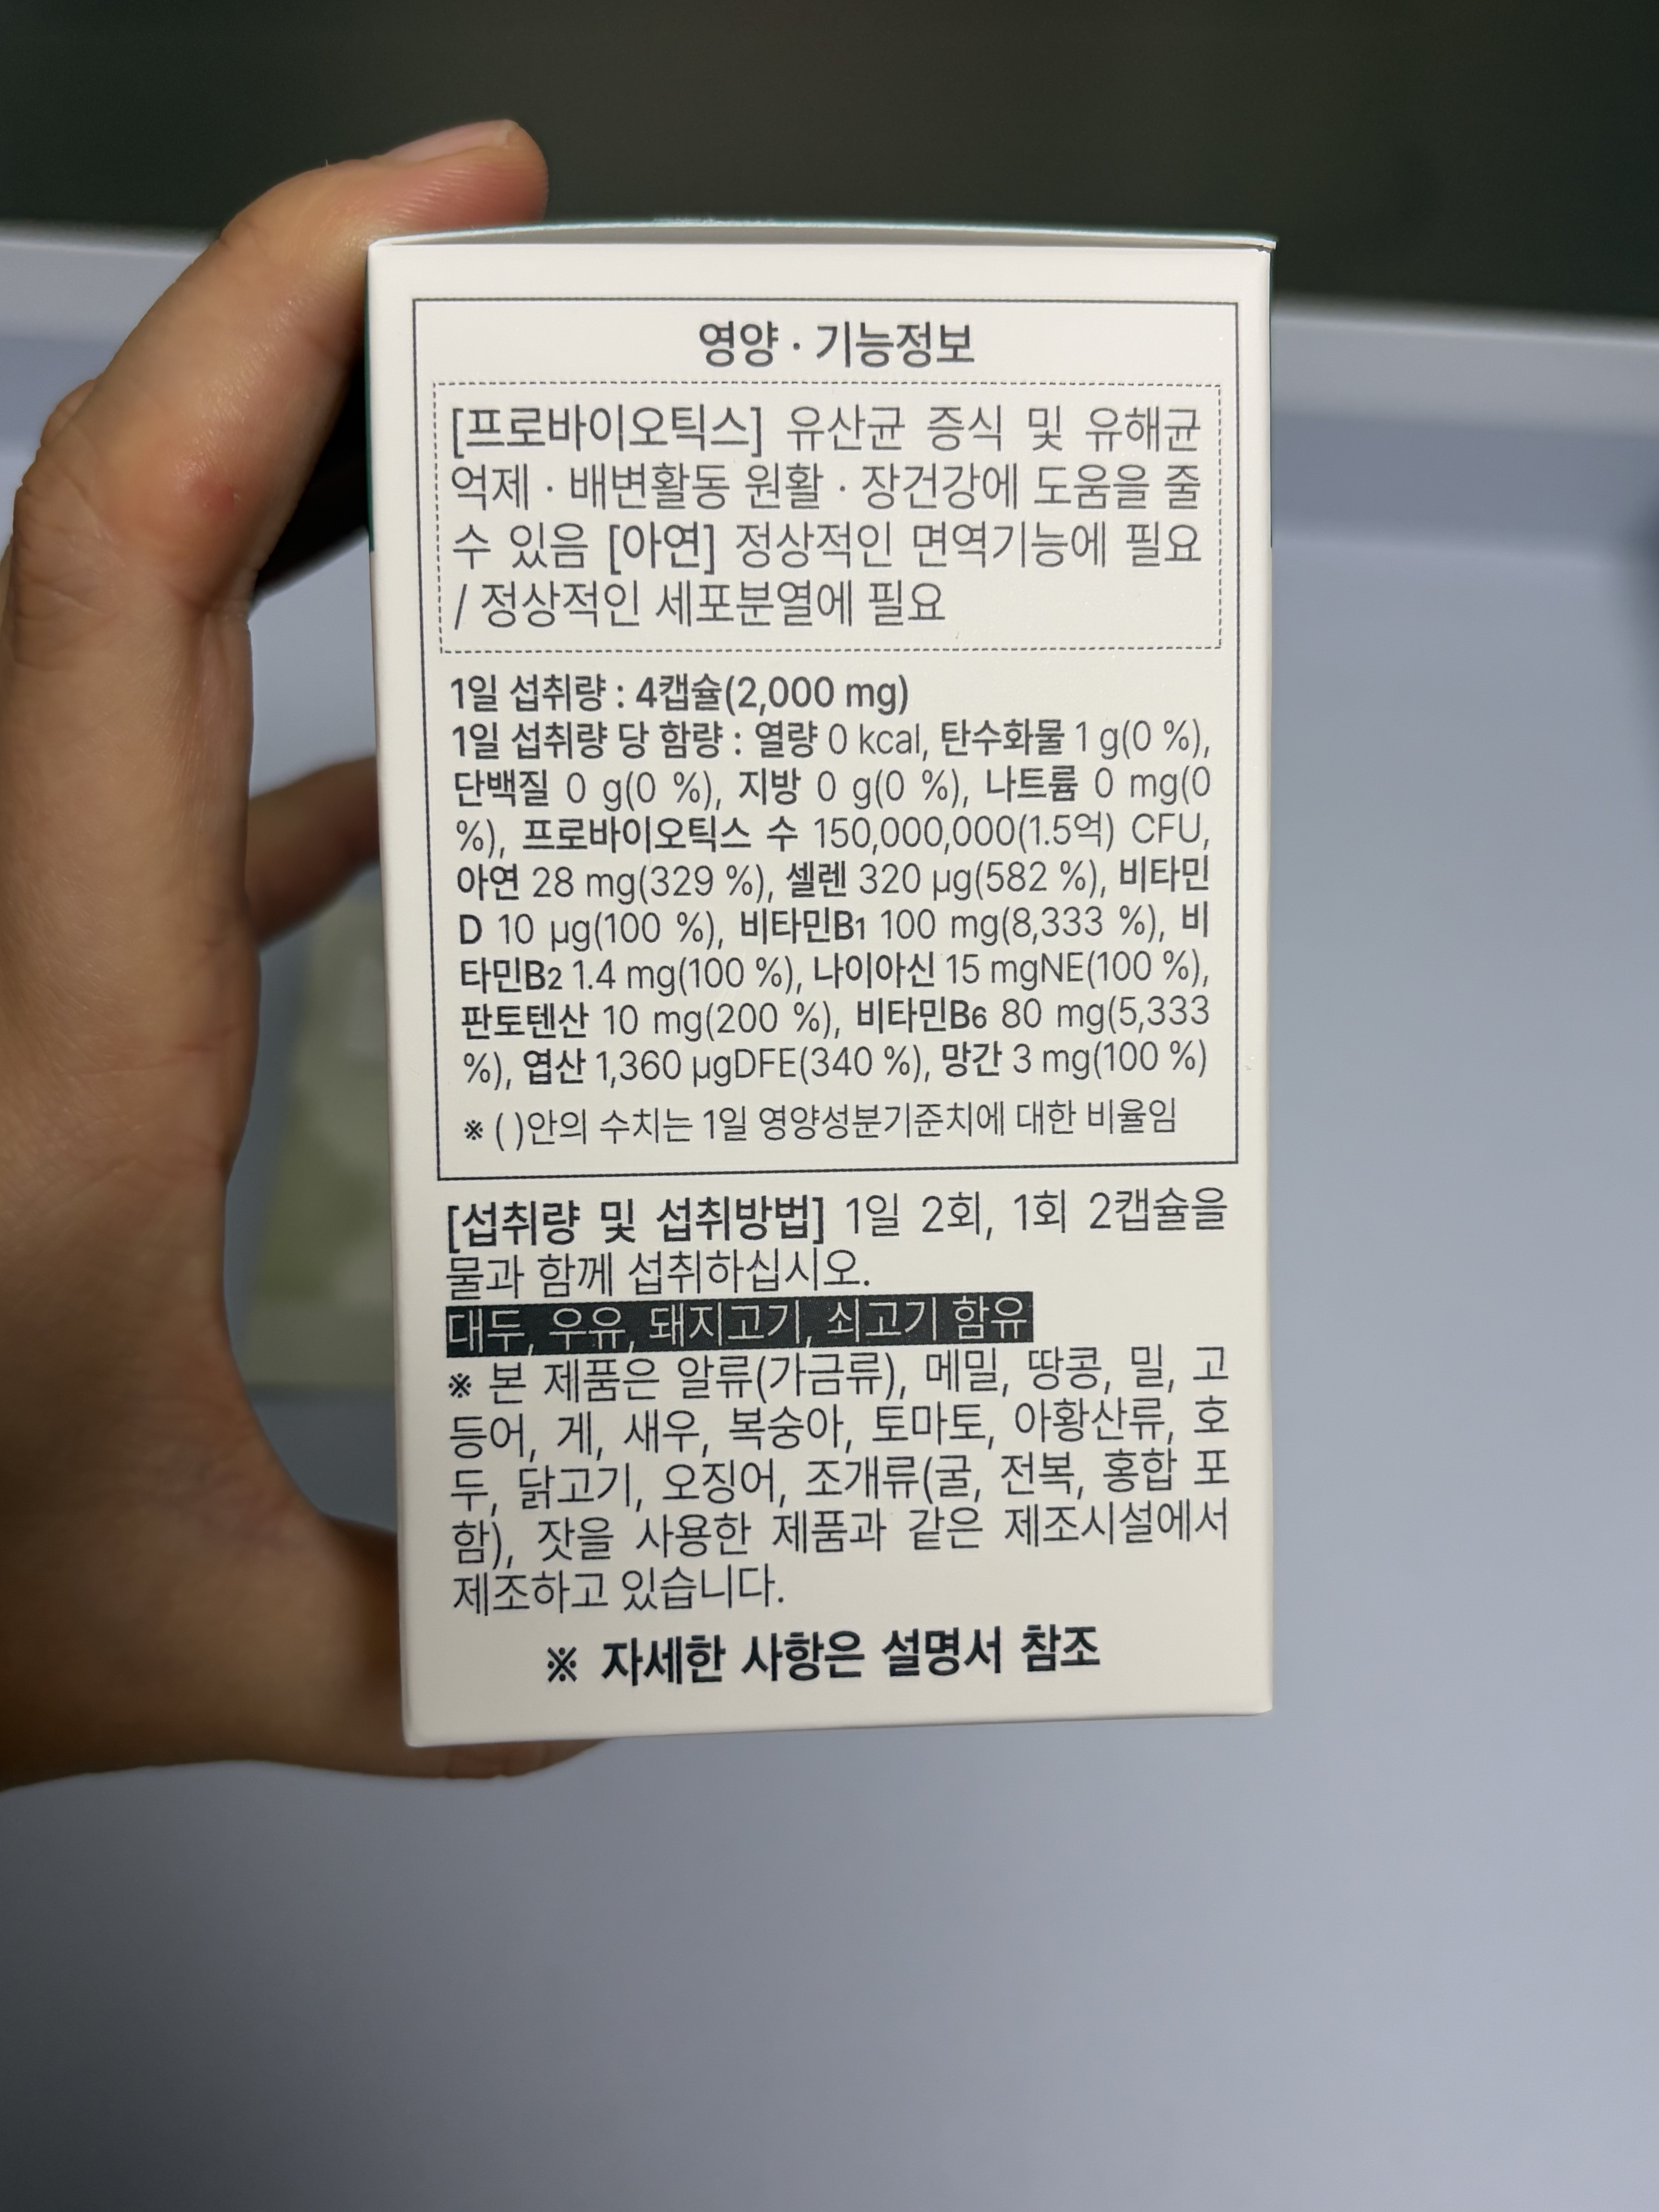 영양 · 기능정보
[프로바이오틱스] 유산균 증식 및 유해균
억제 · 배변활동 원활 · 장건강에 도움을 줄
수 있음 [아연] 정상적인 면역기능에 필요
/ 정상적인 세포분열에 필요
1일 섭취량 : 4캡슐(2,000 mg)
1일 섭취량 당 함량 : 열량 0 kcal, 탄수화물 1 g(0 %),
단백질 0 g(0 %), 지방 0 g(0 %), 나트륨 0 mg(0
%), 프로바이오틱스 수 150,000,000(1.5억) CFU,
아연 28 mg(329 %), 셀렌 320 µg(582 %), 비타민
D 10 µg(100 %), 비타민B1 100 mg(8,333 %), 비
타민B2 1.4 mg(100 %), 나이아신 15 mgNE(100 %),
판토텐산 10 mg(200 %), 비타민B6 80 mg(5,333
%), 엽산 1,360 µgDFE(340 %), 망간 3 mg(100 %)
※ ( )안의 수치는 1일 영양성분기준치에 대한 비율임
[섭취량 및 섭취방법] 1일 2회, 1회 2캡슐을
물과 함께 섭취하십시오.
대두, 우유, 돼지고기, 쇠고기 함유
※ 본 제품은 알류(가금류), 메밀, 땅콩, 밀, 고
등어, 게, 새우, 복숭아, 토마토, 아황산류, 호
두, 닭고기, 오징어, 조개류(굴, 전복, 홍합 포
함), 잣을 사용한 제품과 같은 제조시설에서
제조하고 있습니다.
※ 자세한 사항은 설명서 참조